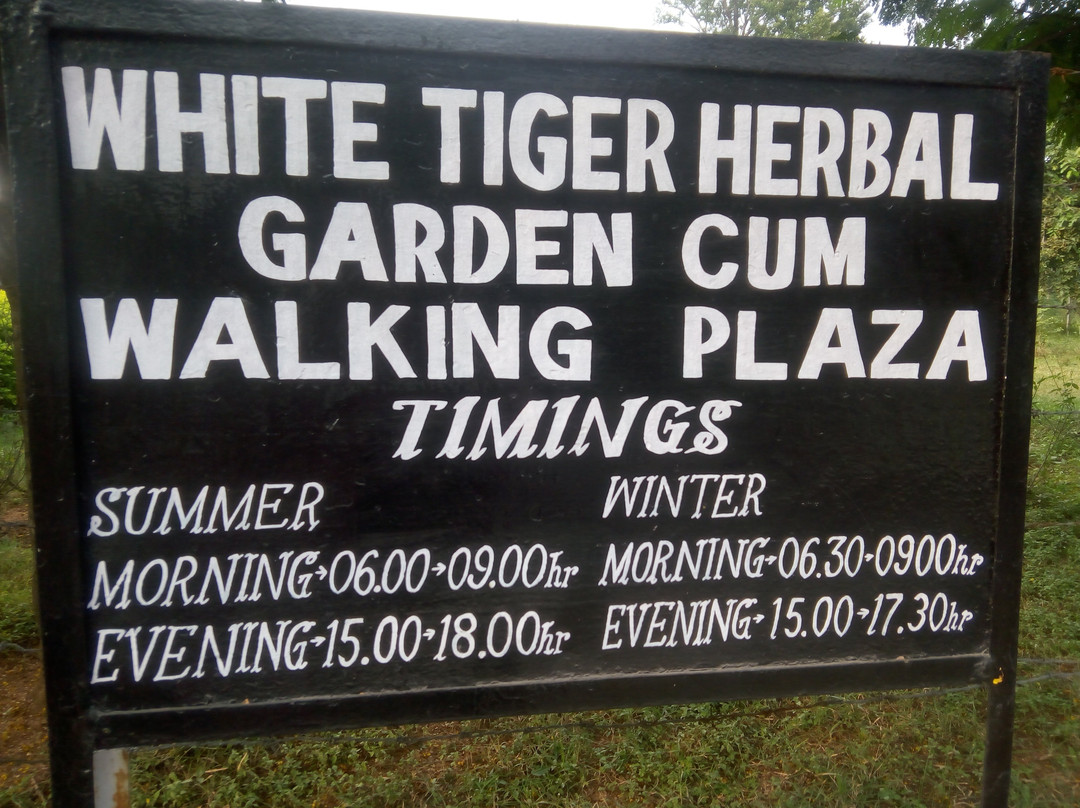 WHITE TIGER HERBAL
GARDEN CUM
WALKING PLAZA
TIMINGS
SUMMER
MORNING→06.00→09.00hr
EVENING→15.00→18.00hr
WINTER
MORNING→06.30→0900hr
EVENING→15.00→17.30hr